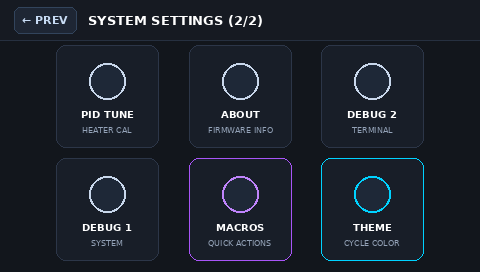 ← PREV SYSTEM SETTINGS (2/2)
PID TUNE ABOUT DEBUG 2
HEATER CAL FIRMWARE INFO TERMINAL
DEBUG 1 MACROS THEME
SYSTEM QUICK ACTIONS CYCLE COLOR